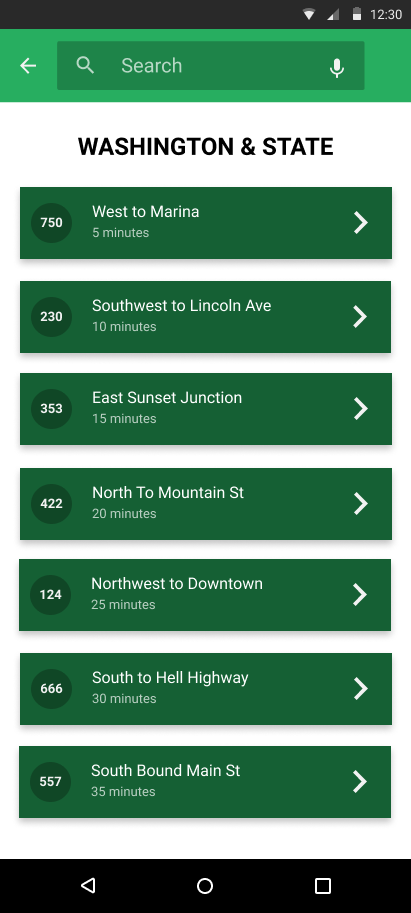 12:30
Search
WASHINGTON & STATE
750
West to Marina
5 minutes
230
Southwest to Lincoln Ave
10 minutes
353
East Sunset Junction
15 minutes
422
North To Mountain St
20 minutes
124
Northwest to Downtown
25 minutes
666
South to Hell Highway
30 minutes
557
South Bound Main St
35 minutes